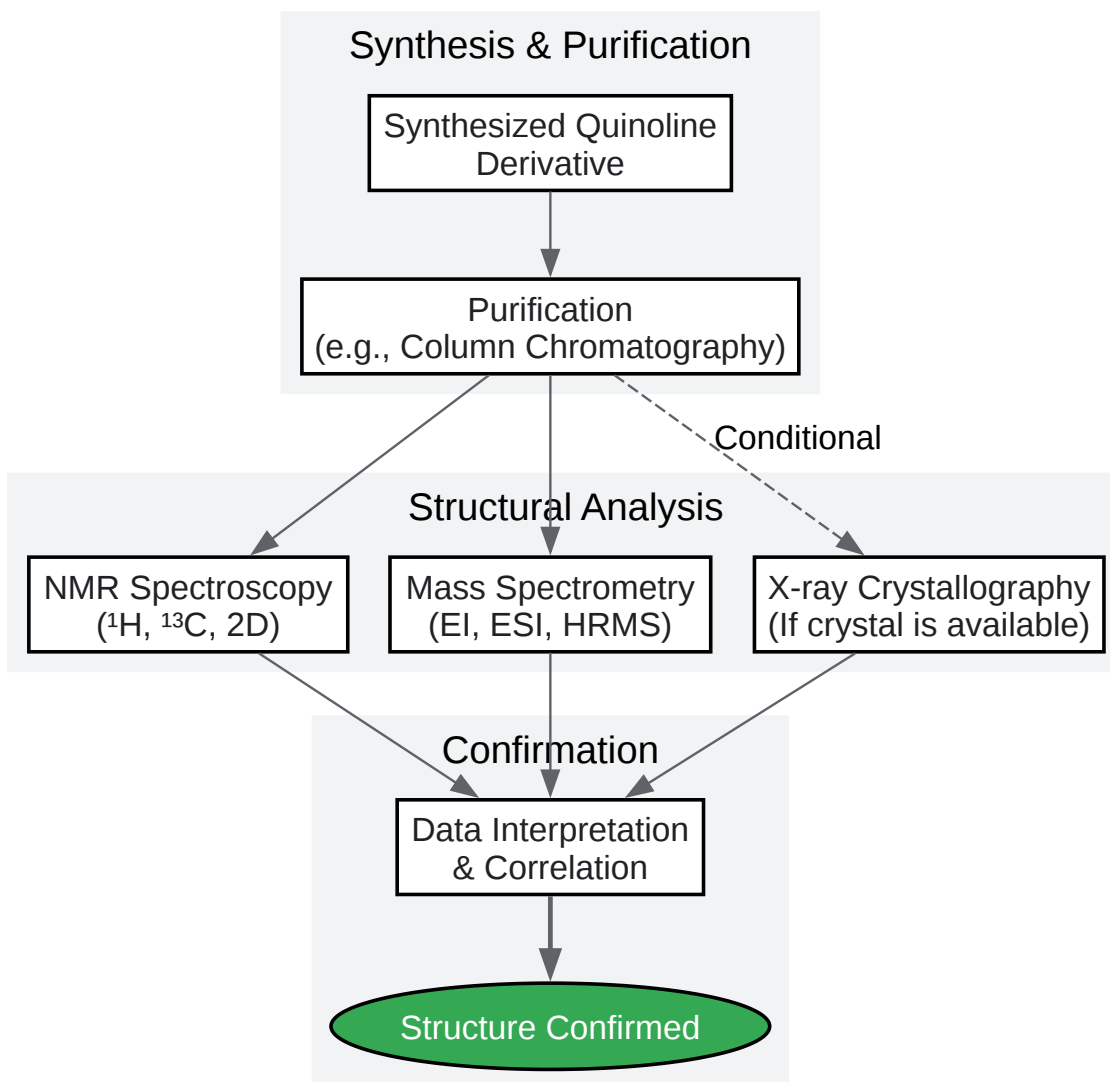 Synthesis & Purification
Synthesized Quinoline
Derivative
Purification
(e.g., Column Chromatography)
Conditional
Structural Analysis
NMR Spectroscopy
(¹H, ¹³C, 2D)
Mass Spectrometry
(EI, ESI, HRMS)
X-ray Crystallography
(If crystal is available)
Confirmation
Data Interpretation
& Correlation
Structure Confirmed